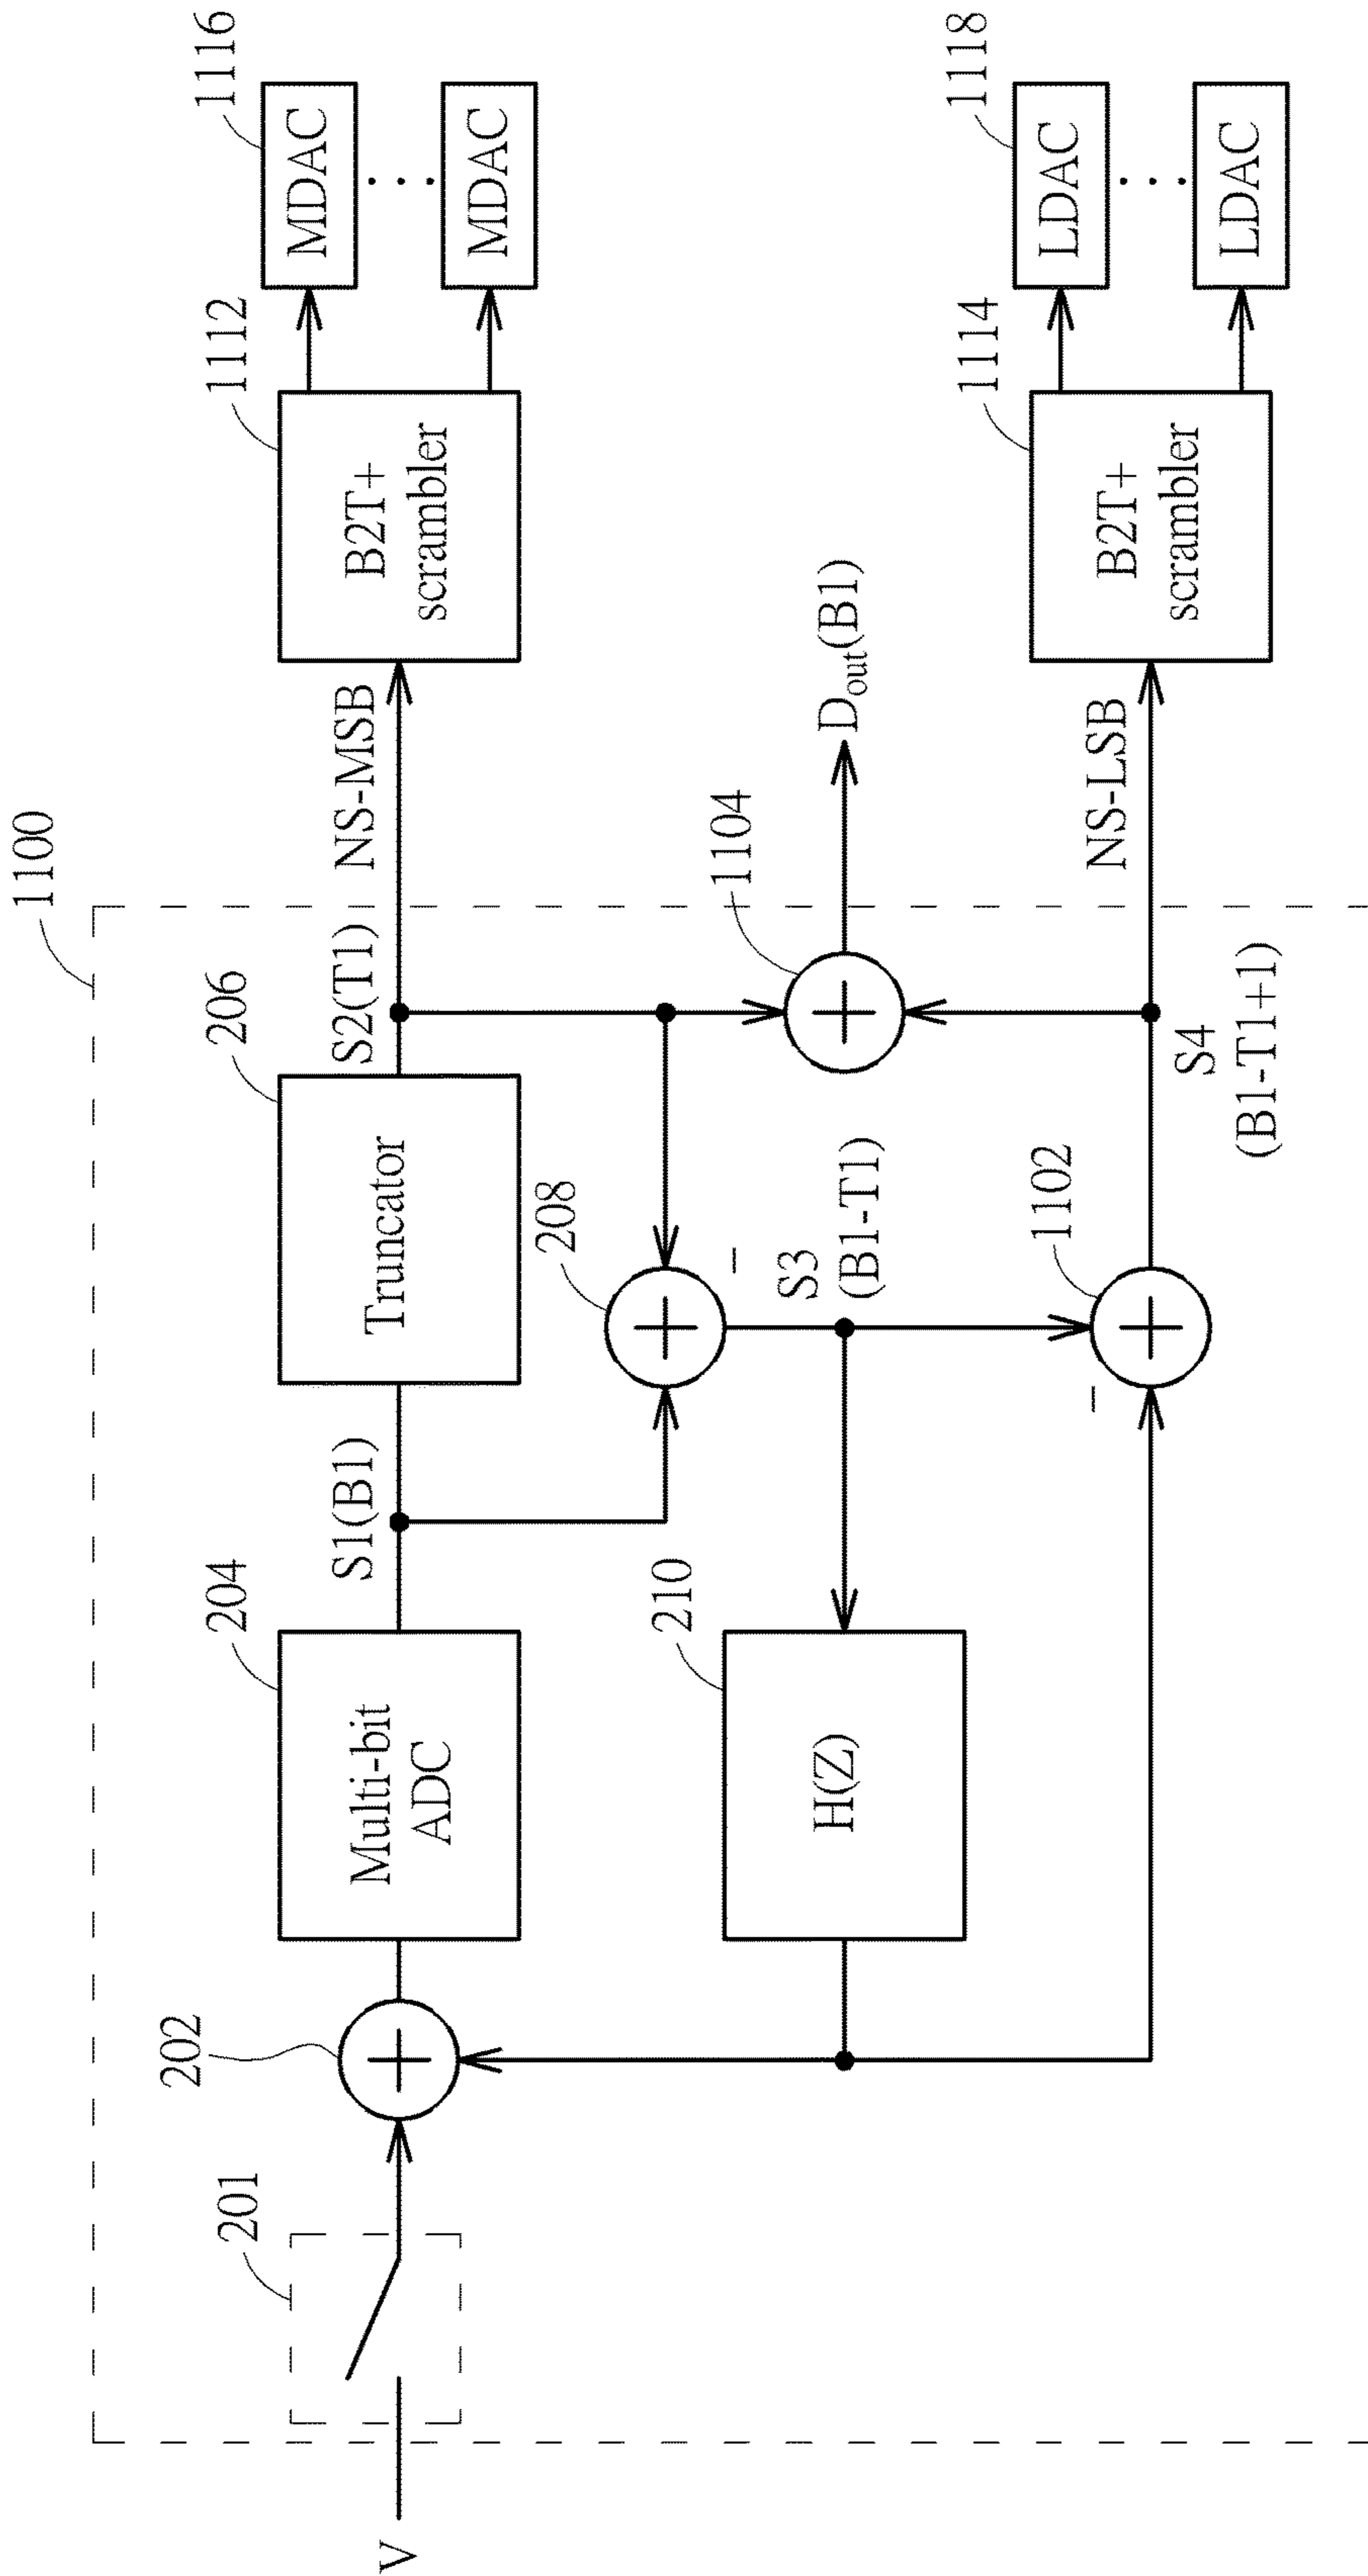 1100
V
201
202
204
Multi-bit
ADC
S1(B1)
206
Truncator
S2(T1)
NS-MSB
1112
B2T+
scrambler
1116
MDAC
MDAC
208
-
S3
(B1-T1)
210
H(Z)
1104
Dout(B1)
1102
-
S4
(B1-T1+1)
NS-LSB
1114
B2T+
scrambler
1118
LDAC
LDAC